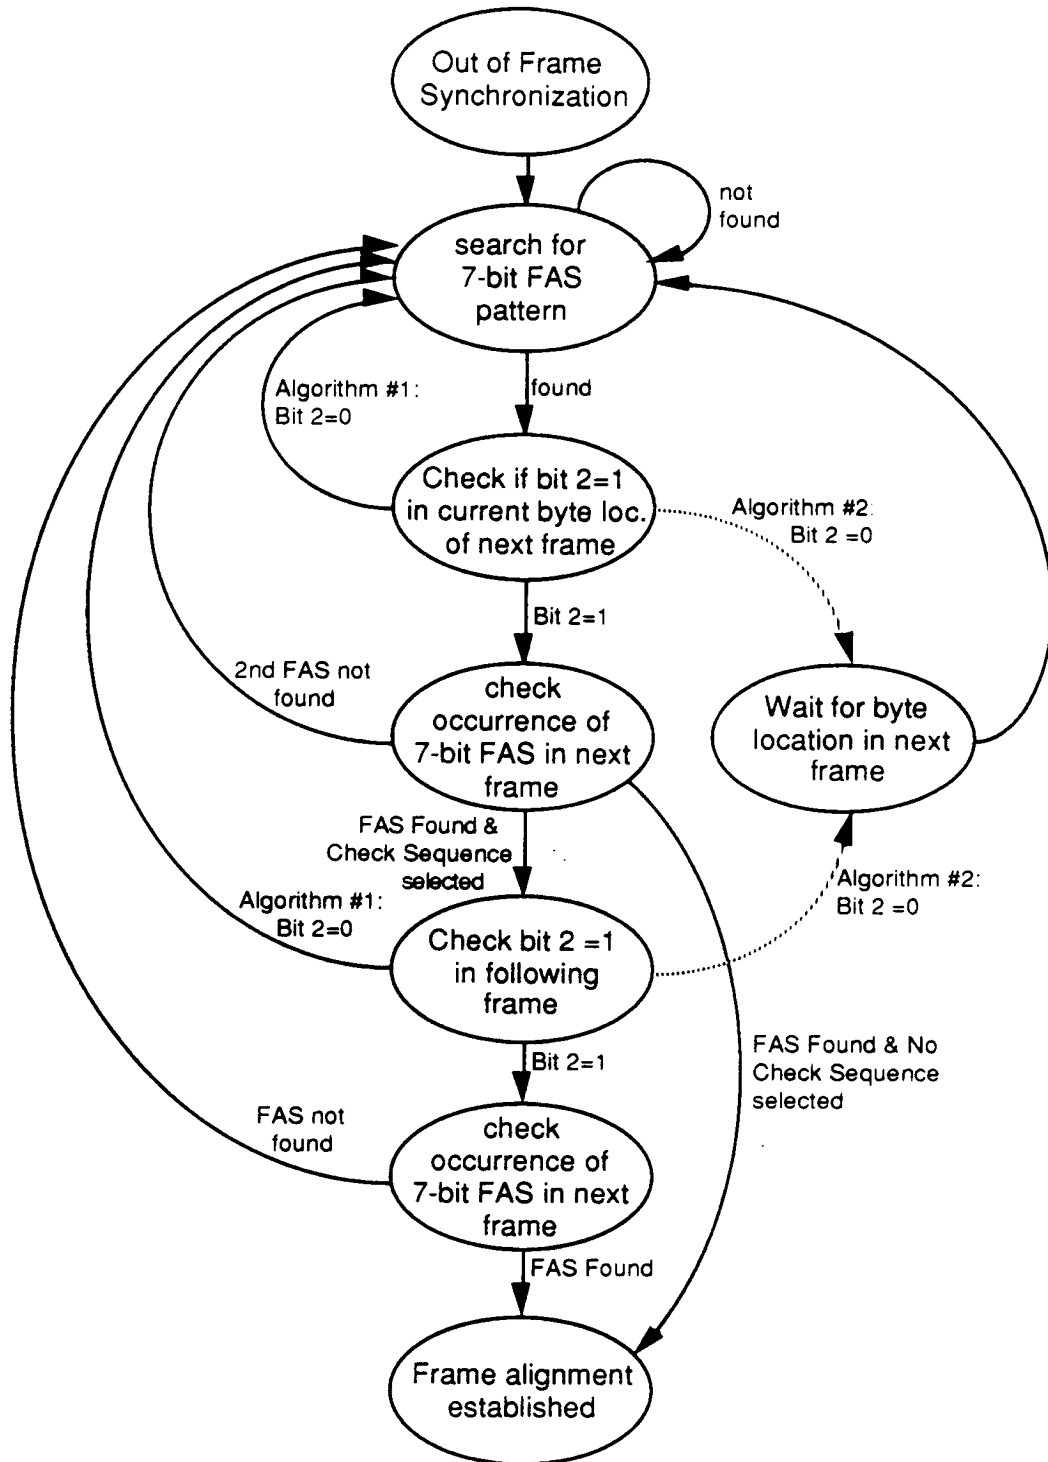 Out of Frame
Synchronization
not
found
search for
7-bit FAS
pattern
Algorithm #1:
Bit 2=0
found
Check if bit 2=1
in current byte loc.
of next frame
Algorithm #2:
Bit 2 =0
Bit 2=1
2nd FAS not
found
check
occurrence of
7-bit FAS in next
frame
Wait for byte
location in next
frame
FAS Found &
Check Sequence
selected
Algorithm #1:
Bit 2=0
Algorithm #2:
Bit 2 =0
Check bit 2 =1
in following
frame
Bit 2=1
FAS Found & No
Check Sequence
selected
FAS not
found
check
occurrence of
7-bit FAS in next
frame
FAS Found
Frame alignment
established